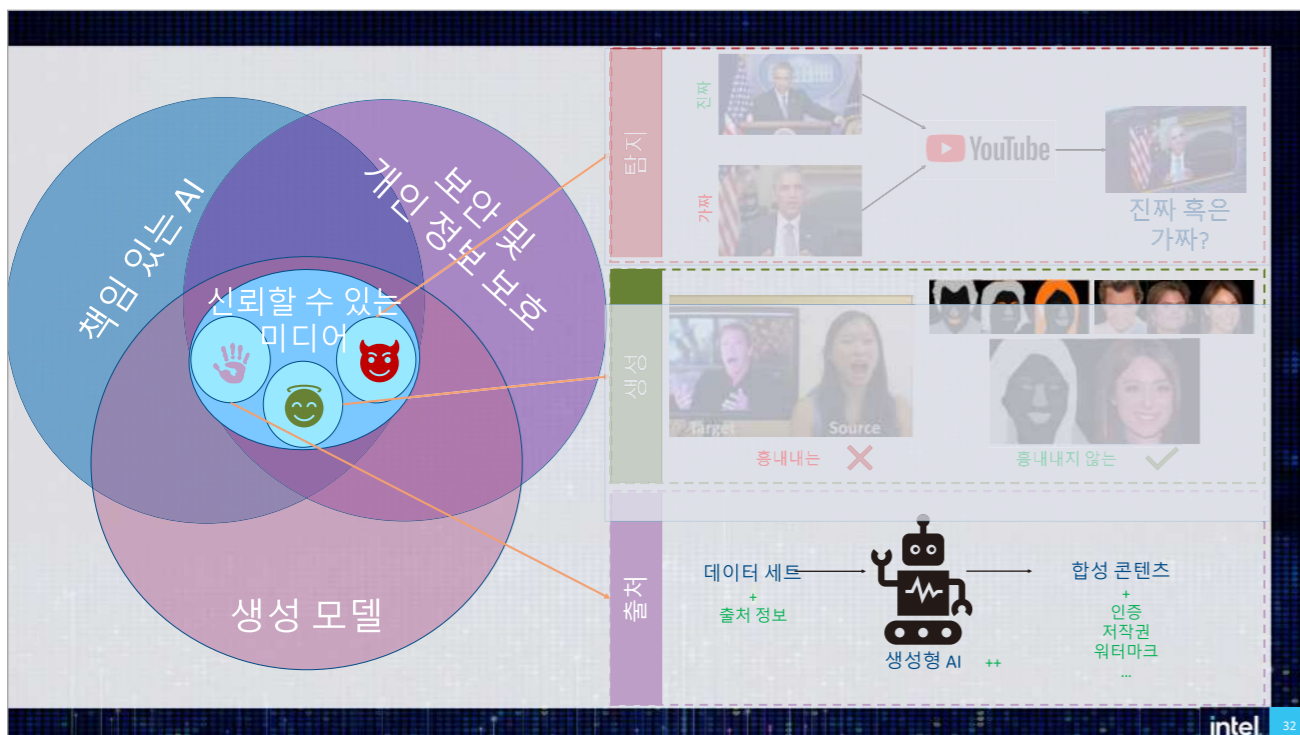 책임 있는 AI
보안 및
개인 정보 보호
신뢰할 수 있는
미디어
생성 모델
탐지
진짜
가짜
YouTube
진짜 혹은
가짜?
생성
Target
Source
흉내내는
흉내내지 않는
출처
데이터 세트
+
출처 정보
생성형 AI ++
합성 콘텐츠
+
인증
저작권
워터마크
...
intel.
32